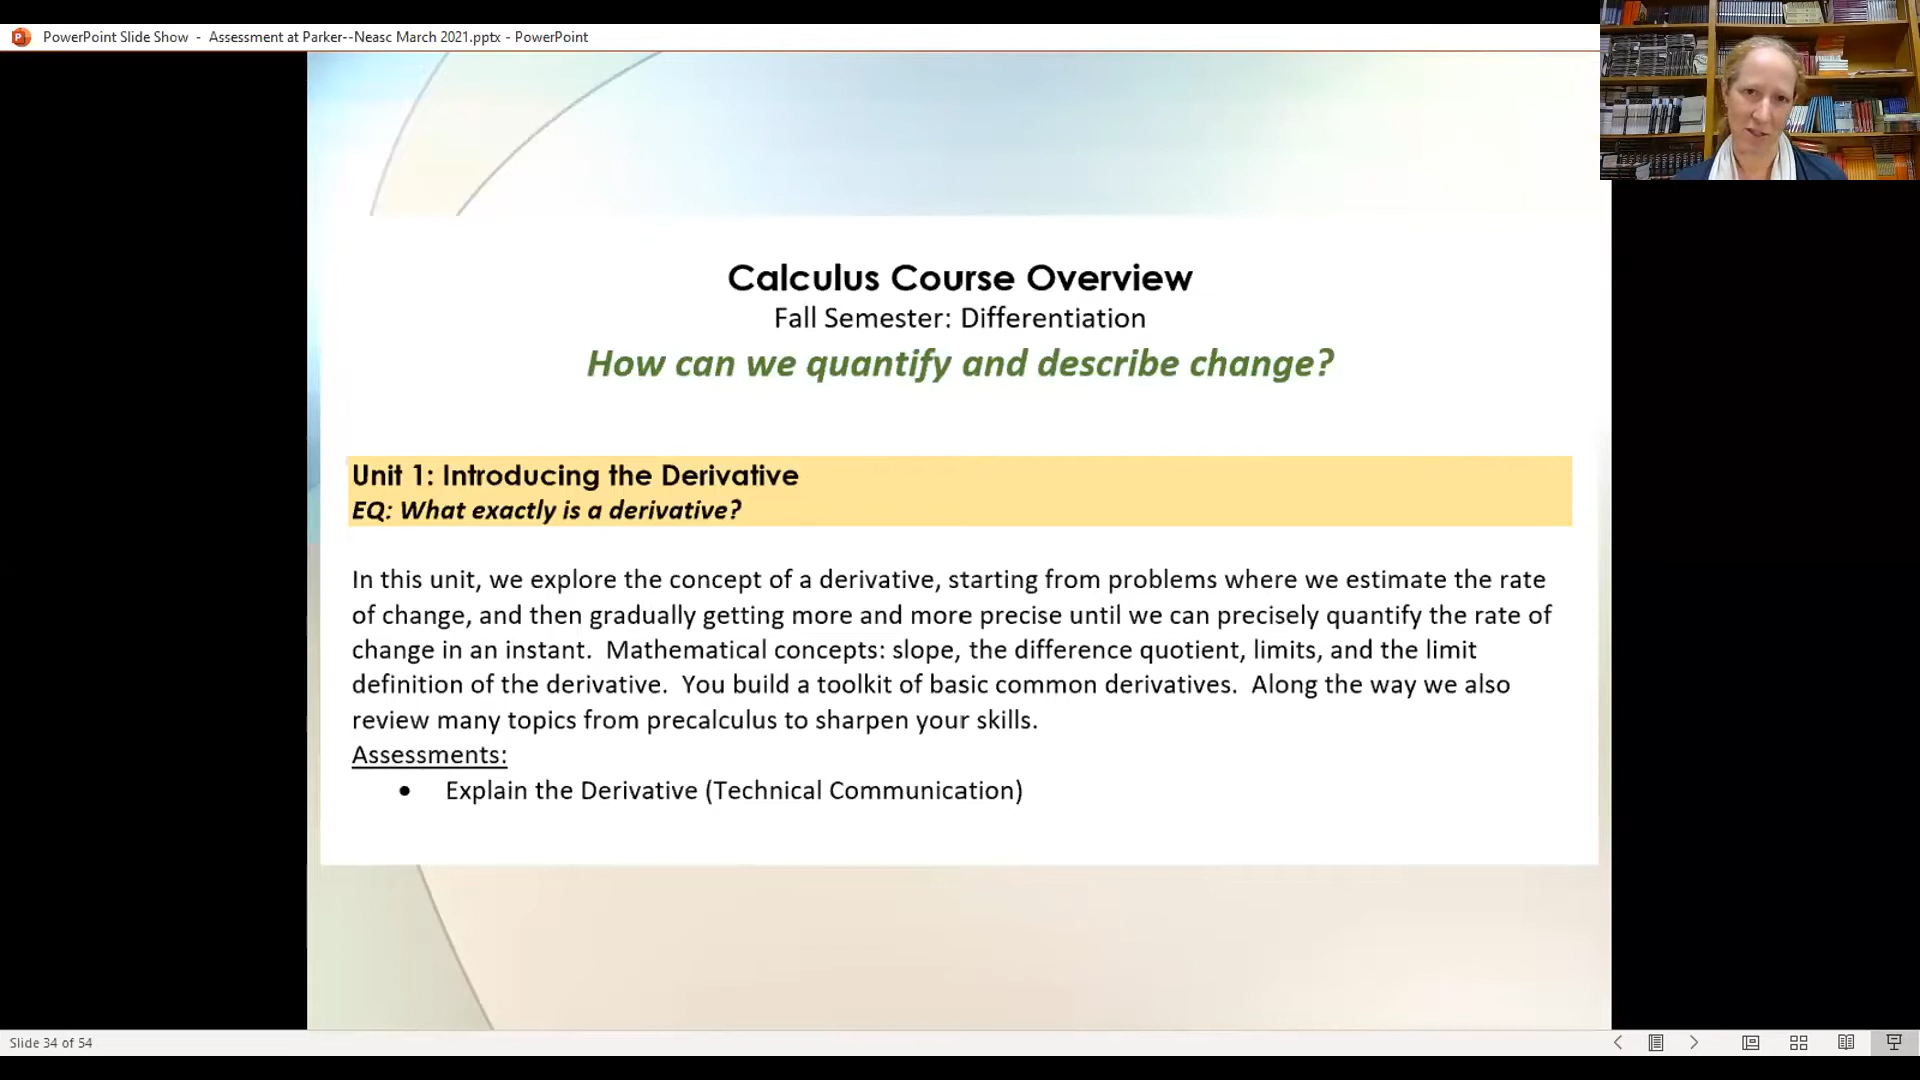 PowerPoint Slide Show - Assessment at Parker--Neasc March 2021.pptx - PowerPoint
Calculus Course Overview
Fall Semester: Differentiation
How can we quantify and describe change?
Unit 1: Introducing the Derivative
EQ: What exactly is a derivative?
In this unit, we explore the concept of a derivative, starting from problems where we estimate the rate
of change, and then gradually getting more and more precise until we can precisely quantify the rate of
change in an instant.  Mathematical concepts: slope, the difference quotient, limits, and the limit
definition of the derivative.  You build a toolkit of basic common derivatives.  Along the way we also
review many topics from precalculus to sharpen your skills.
Assessments:
• Explain the Derivative (Technical Communication)
Slide 34 of 54